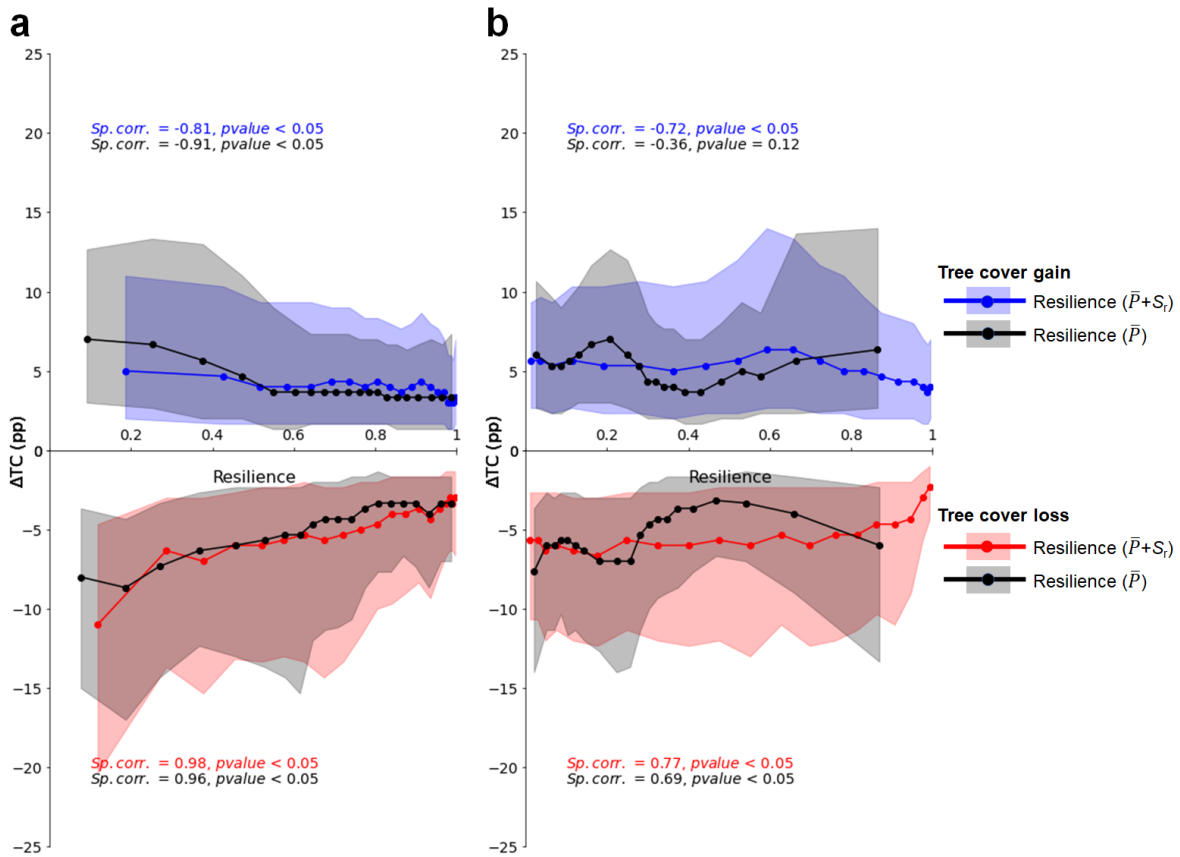 a
b
25
20
15
10
5
0
−5
−10
−15
−20
−25
ΔTC (pp)
Sp.corr. = -0.81, pvalue < 0.05
Sp.corr. = -0.91, pvalue < 0.05
0.2 0.4 0.6 0.8 1
Resilience
Sp.corr. = 0.98, pvalue < 0.05
Sp.corr. = 0.96, pvalue < 0.05
25
20
15
10
5
0
−5
−10
−15
−20
−25
ΔTC (pp)
Sp.corr. = -0.72, pvalue < 0.05
Sp.corr. = -0.36, pvalue = 0.12
0.2 0.4 0.6 0.8 1
Resilience
Sp.corr. = 0.77, pvalue < 0.05
Sp.corr. = 0.69, pvalue < 0.05
Tree cover gain
Resilience (P̅+Sᵣ)
Resilience (P̅)
Tree cover loss
Resilience (P̅+Sᵣ)
Resilience (P̅)